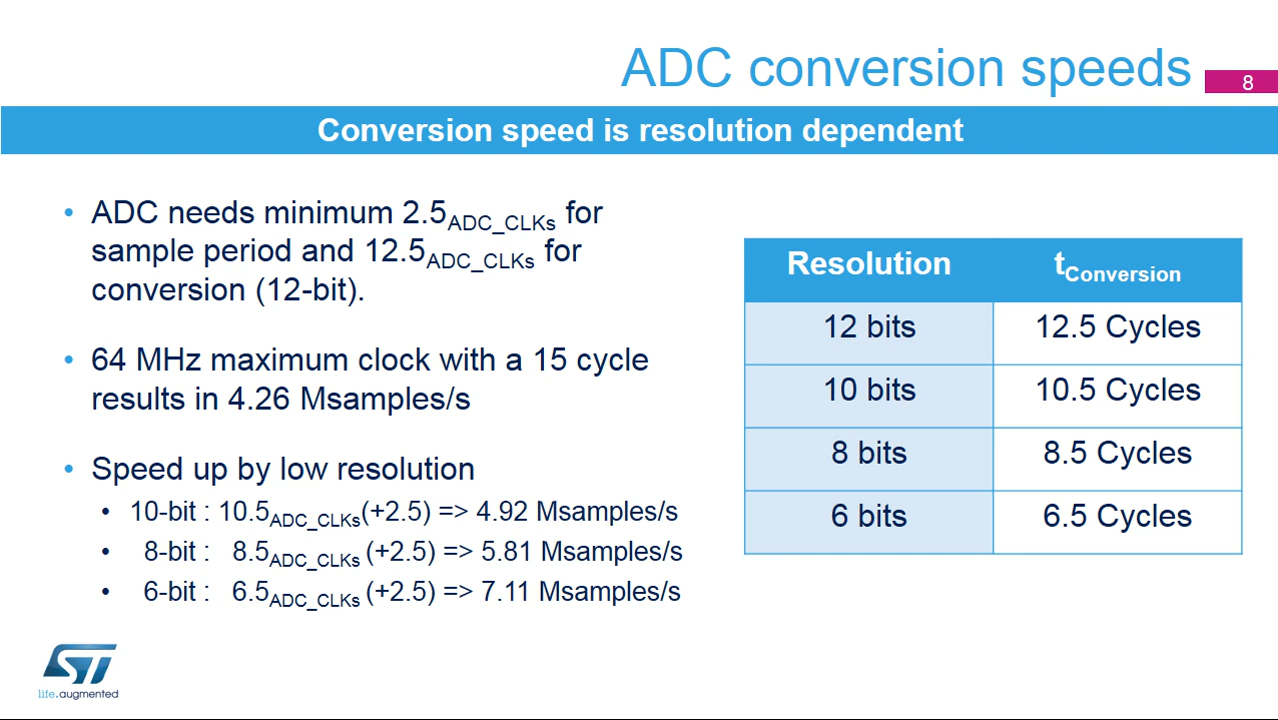 ADC conversion speeds
8
Conversion speed is resolution dependent
• ADC needs minimum 2.5ADC_CLKs for
sample period and 12.5ADC_CLKs for
conversion (12-bit).
• 64 MHz maximum clock with a 15 cycle
results in 4.26 Msamples/s
• Speed up by low resolution
• 10-bit : 10.5ADC_CLKs(+2.5) => 4.92 Msamples/s
• 8-bit : 8.5ADC_CLKs (+2.5) => 5.81 Msamples/s
• 6-bit : 6.5ADC_CLKs (+2.5) => 7.11 Msamples/s
Resolution tConversion
12 bits 12.5 Cycles
10 bits 10.5 Cycles
8 bits 8.5 Cycles
6 bits 6.5 Cycles
ST
life.augmented